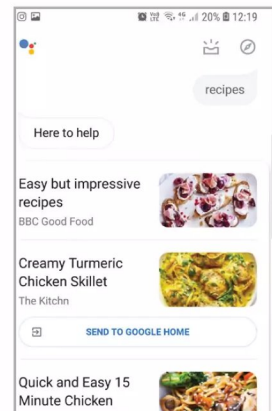 20% 12:19
recipes
Here to help
Easy but impressive
recipes
BBC Good Food
Creamy Turmeric
Chicken Skillet
The Kitchn
SEND TO GOOGLE HOME
Quick and Easy 15
Minute Chicken